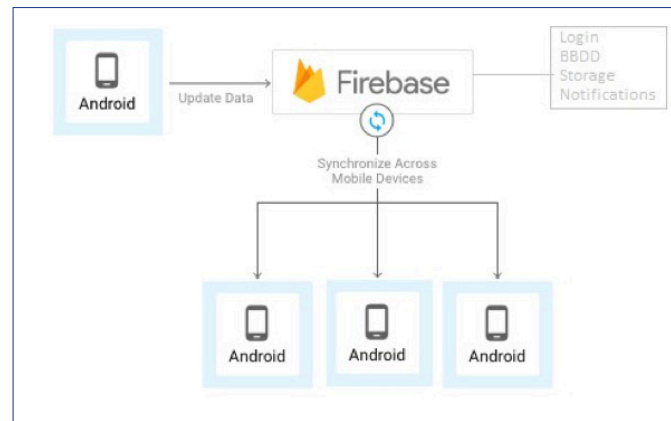 Android
Update Data
Firebase
Login
BBDD
Storage
Notifications
Synchronize Across
Mobile Devices
Android
Android
Android